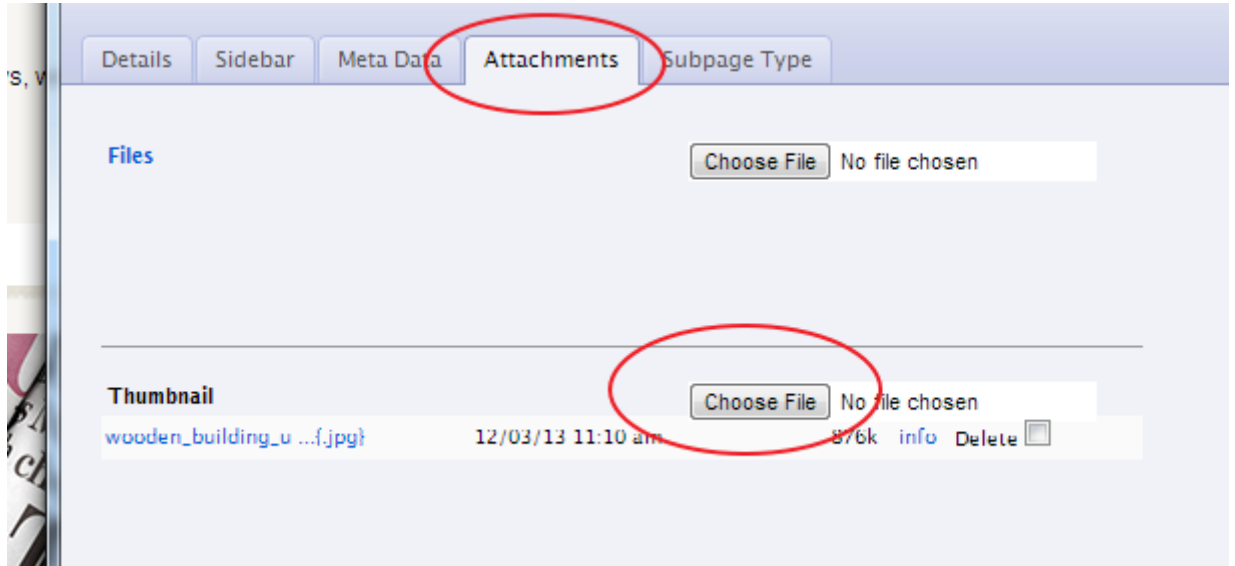 Details Sidebar Meta Data Attachments Subpage Type
s, w
Files Choose File No file chosen
Thumbnail Choose File No file chosen
wooden_building_u ...{.jpg} 12/03/13 11:10 am 876k info Delete